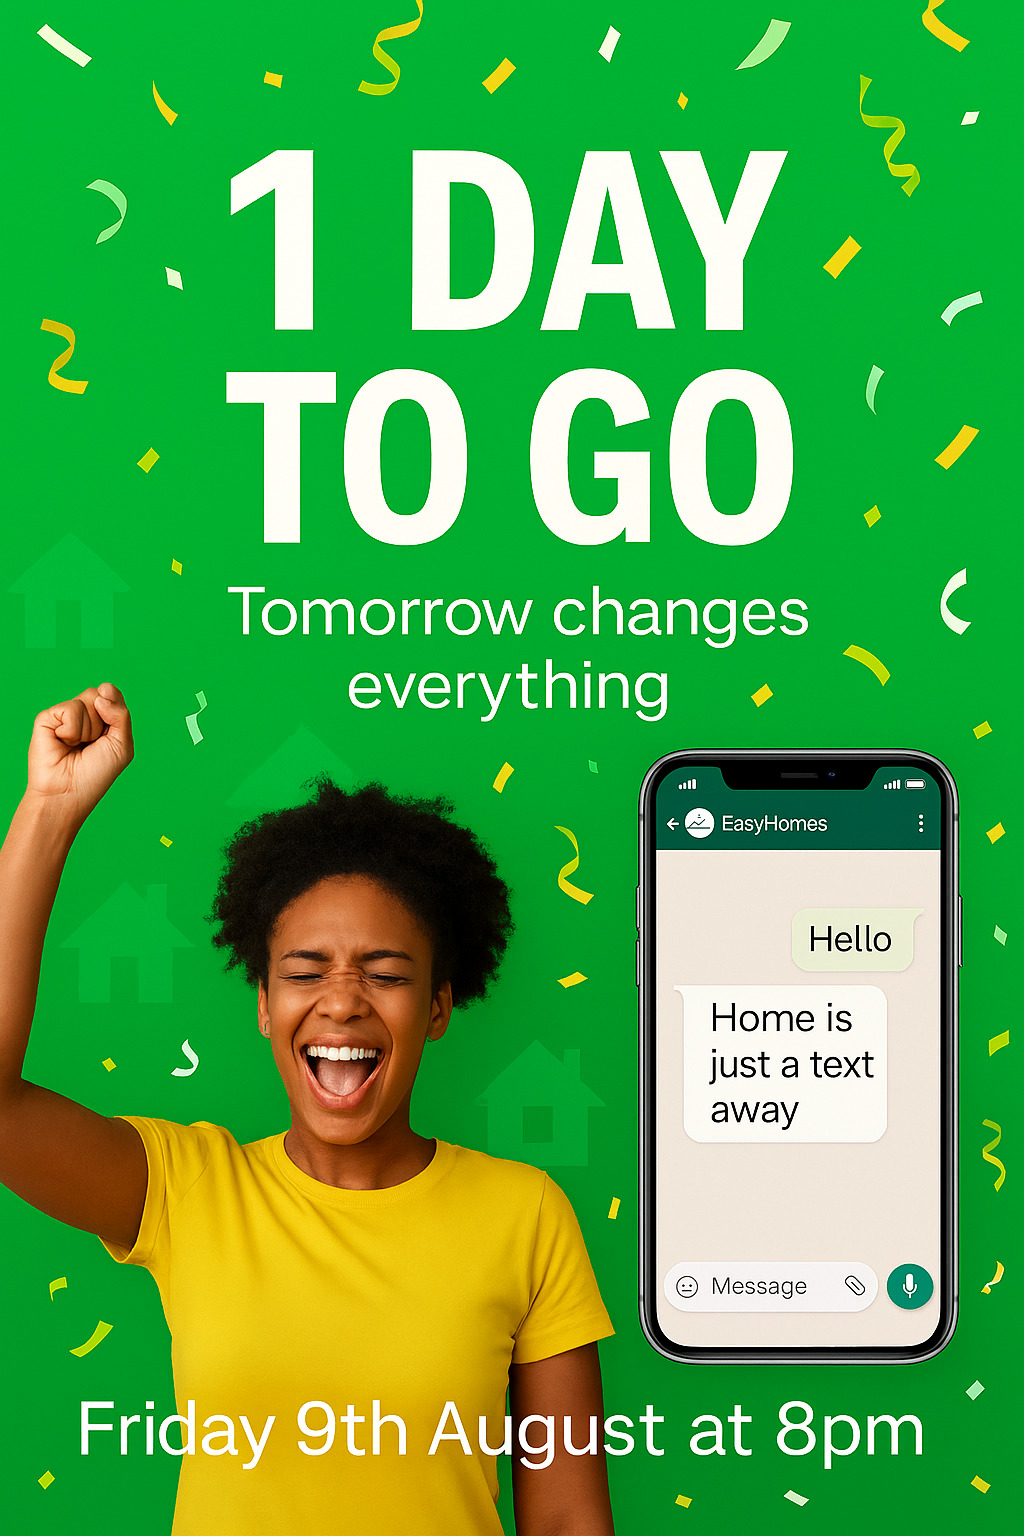 1 DAY
TO GO
Tomorrow changes
everything
EasyHomes
Hello
Home is
just a text
away
Message
Friday 9th August at 8pm